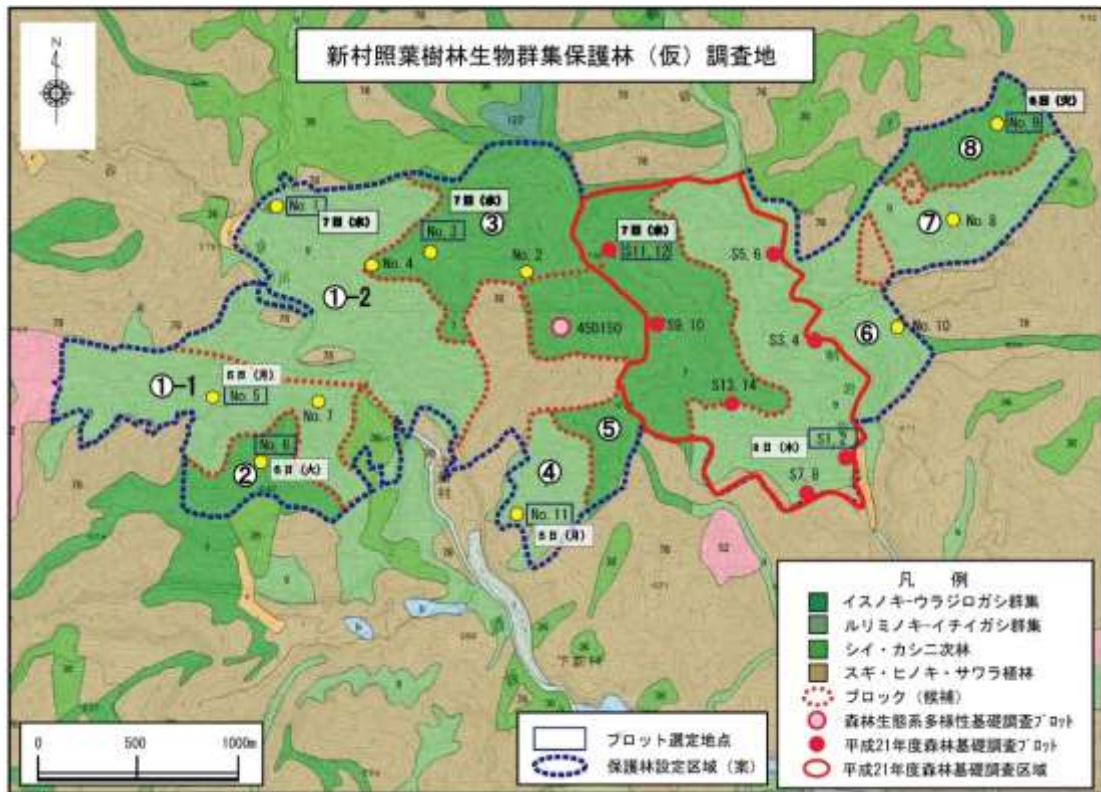 新村照葉樹林生物群集保護林（仮）調査地
N
No. 1
7日（水）
7日（水）
③
No. 3
No. 4
No. 2
①-2
7日（水）
S11, 12
S5, 6
No. 9
⑧
⑦
No. 8
450150
S9, 10
S3, 4
⑥
No. 10
①-1
5日（月）
No. 5
No. 7
No. 6
6日（火）
②
S13, 14
⑤
④
S1, 2
S7, 8
No. 11
5日（月）
下新村
0 500 1000m
プロット選定地点
保護林設定区域（案）
凡 例
イスノキ-ウラジロガシ群集
ルリミノキ-イチイガシ群集
シイ・カシ二次林
スギ・ヒノキ・サワラ植林
ブロック（候補）
森林生態系多様性基礎調査プロット
平成21年度森林基礎調査プロット
平成21年度森林基礎調査区域